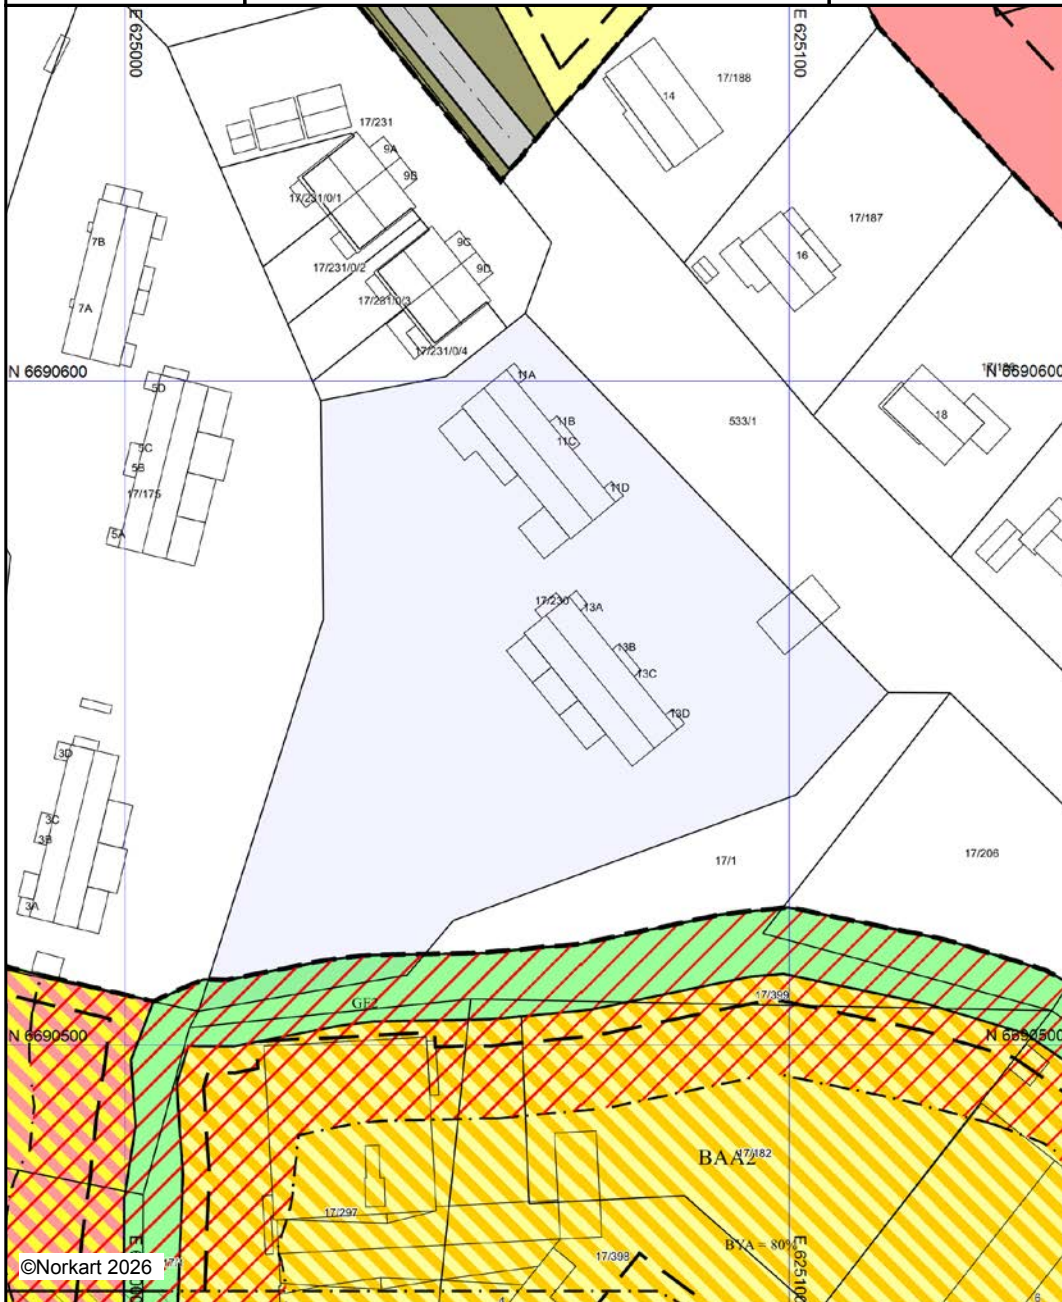 E 625000
E 625100
17/188
14
17/231
9A
9B
17/231/0/1
17/187
7B
9C
16
17/231/0/2
9D
17/231/0/3
7A
17/231/0/4
N 6690600
N 6690600
11A
5D
18
11B
533/1
11C
5C
5B
11D
17/175
5A
17/230
13A
13B
13C
13D
3D
3C
3B
17/1
17/206
3A
17/399
N 6690500
N 6690500
BAA2
17/182
17/297
BYA = 80%
17/398
E 625100
©Norkart 2026